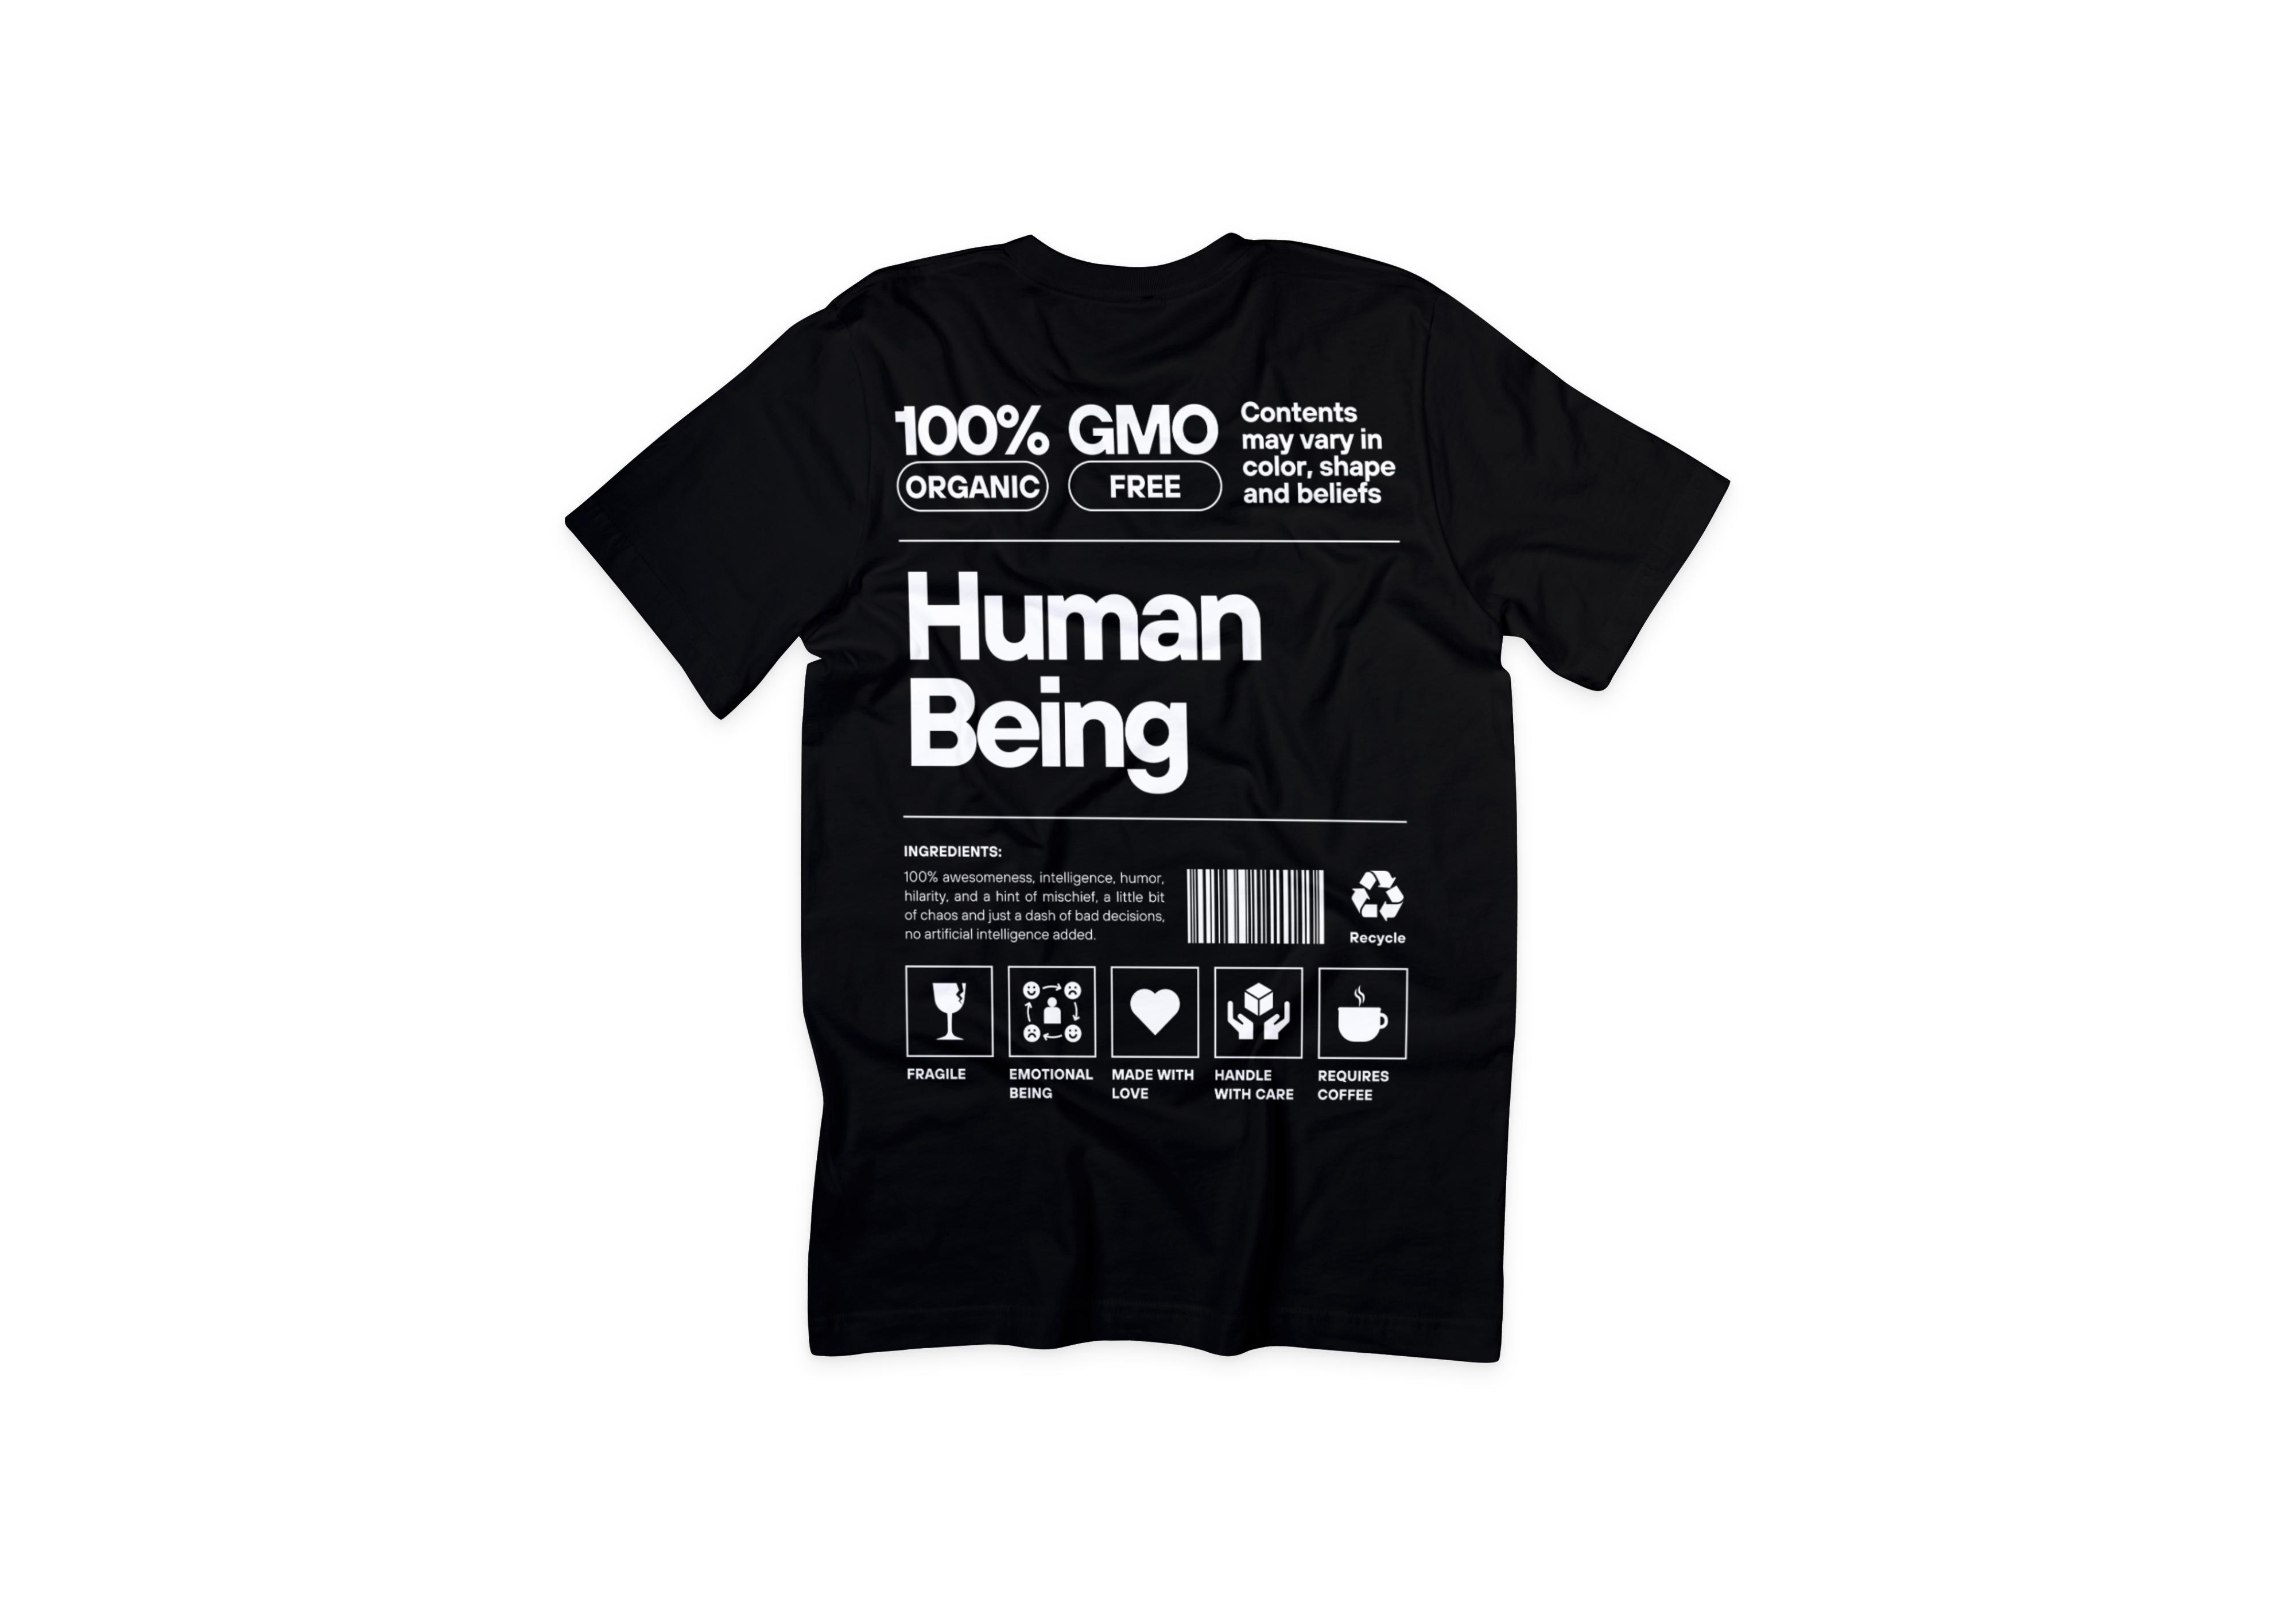 100%
ORGANIC
GMO
FREE
Contents
may vary in
color, shape
and beliefs
Human
Being
INGREDIENTS:
100% awesomeness, intelligence, humor,
hilarity, and a hint of mischief, a little bit
of chaos and just a dash of bad decisions,
no artificial intelligence added.
Recycle
FRAGILE
EMOTIONAL
BEING
MADE WITH
LOVE
HANDLE
WITH CARE
REQUIRES
COFFEE